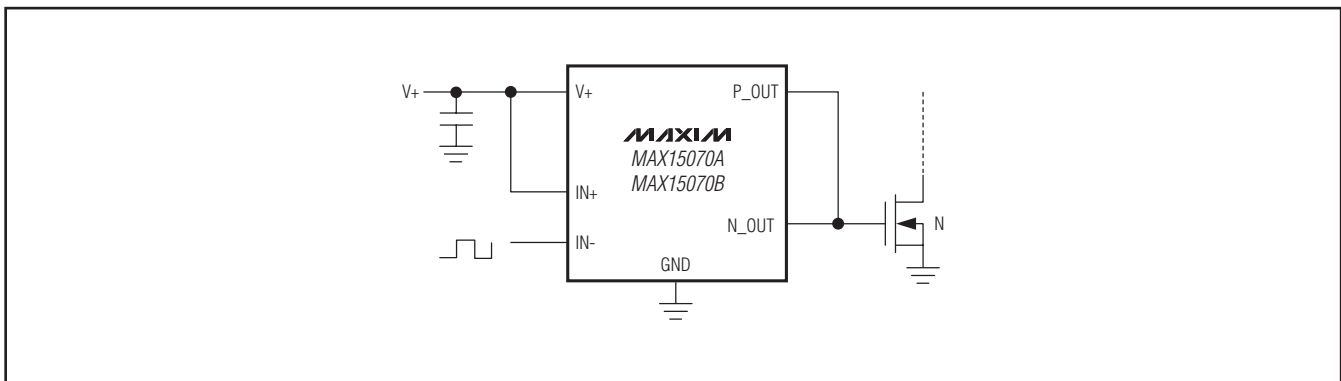 V+
V+
P_OUT
MAXIM
MAX15070A
MAX15070B
IN+
N_OUT
N
IN-
GND